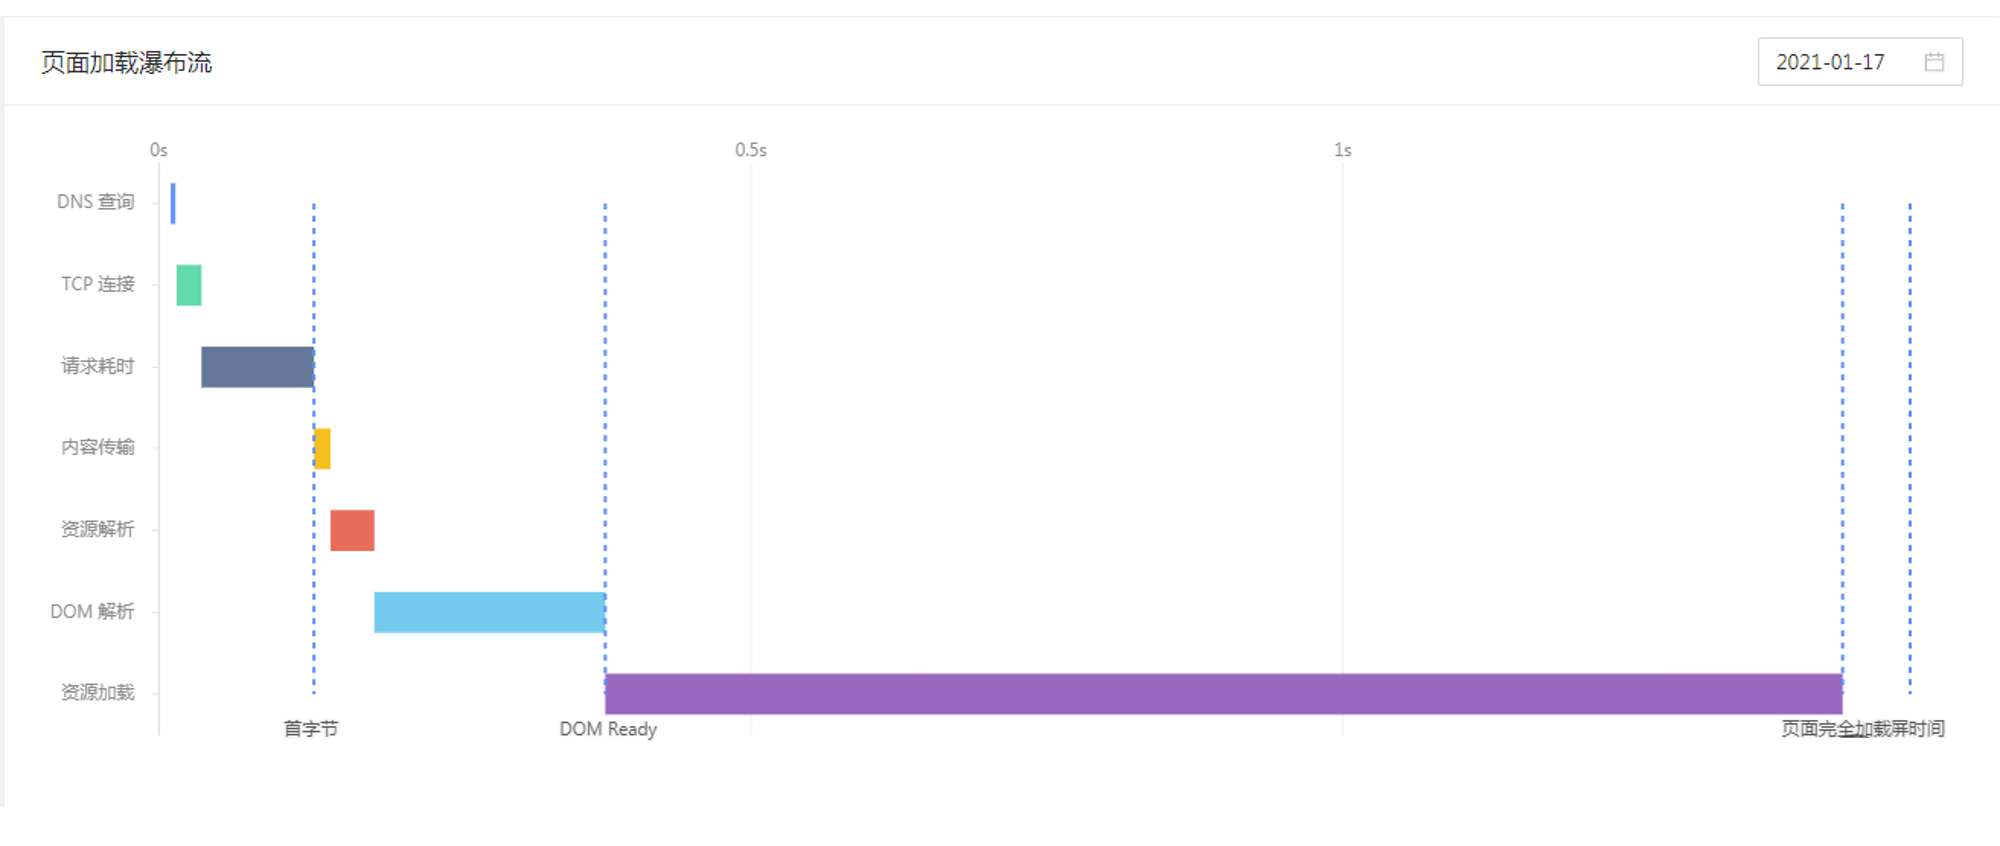 页面加载瀑布流
2021-01-17
0s
0.5s
1s
DNS 查询
TCP 连接
请求耗时
内容传输
资源解析
DOM 解析
资源加载
首字节
DOM Ready
页面完全加载屏时间